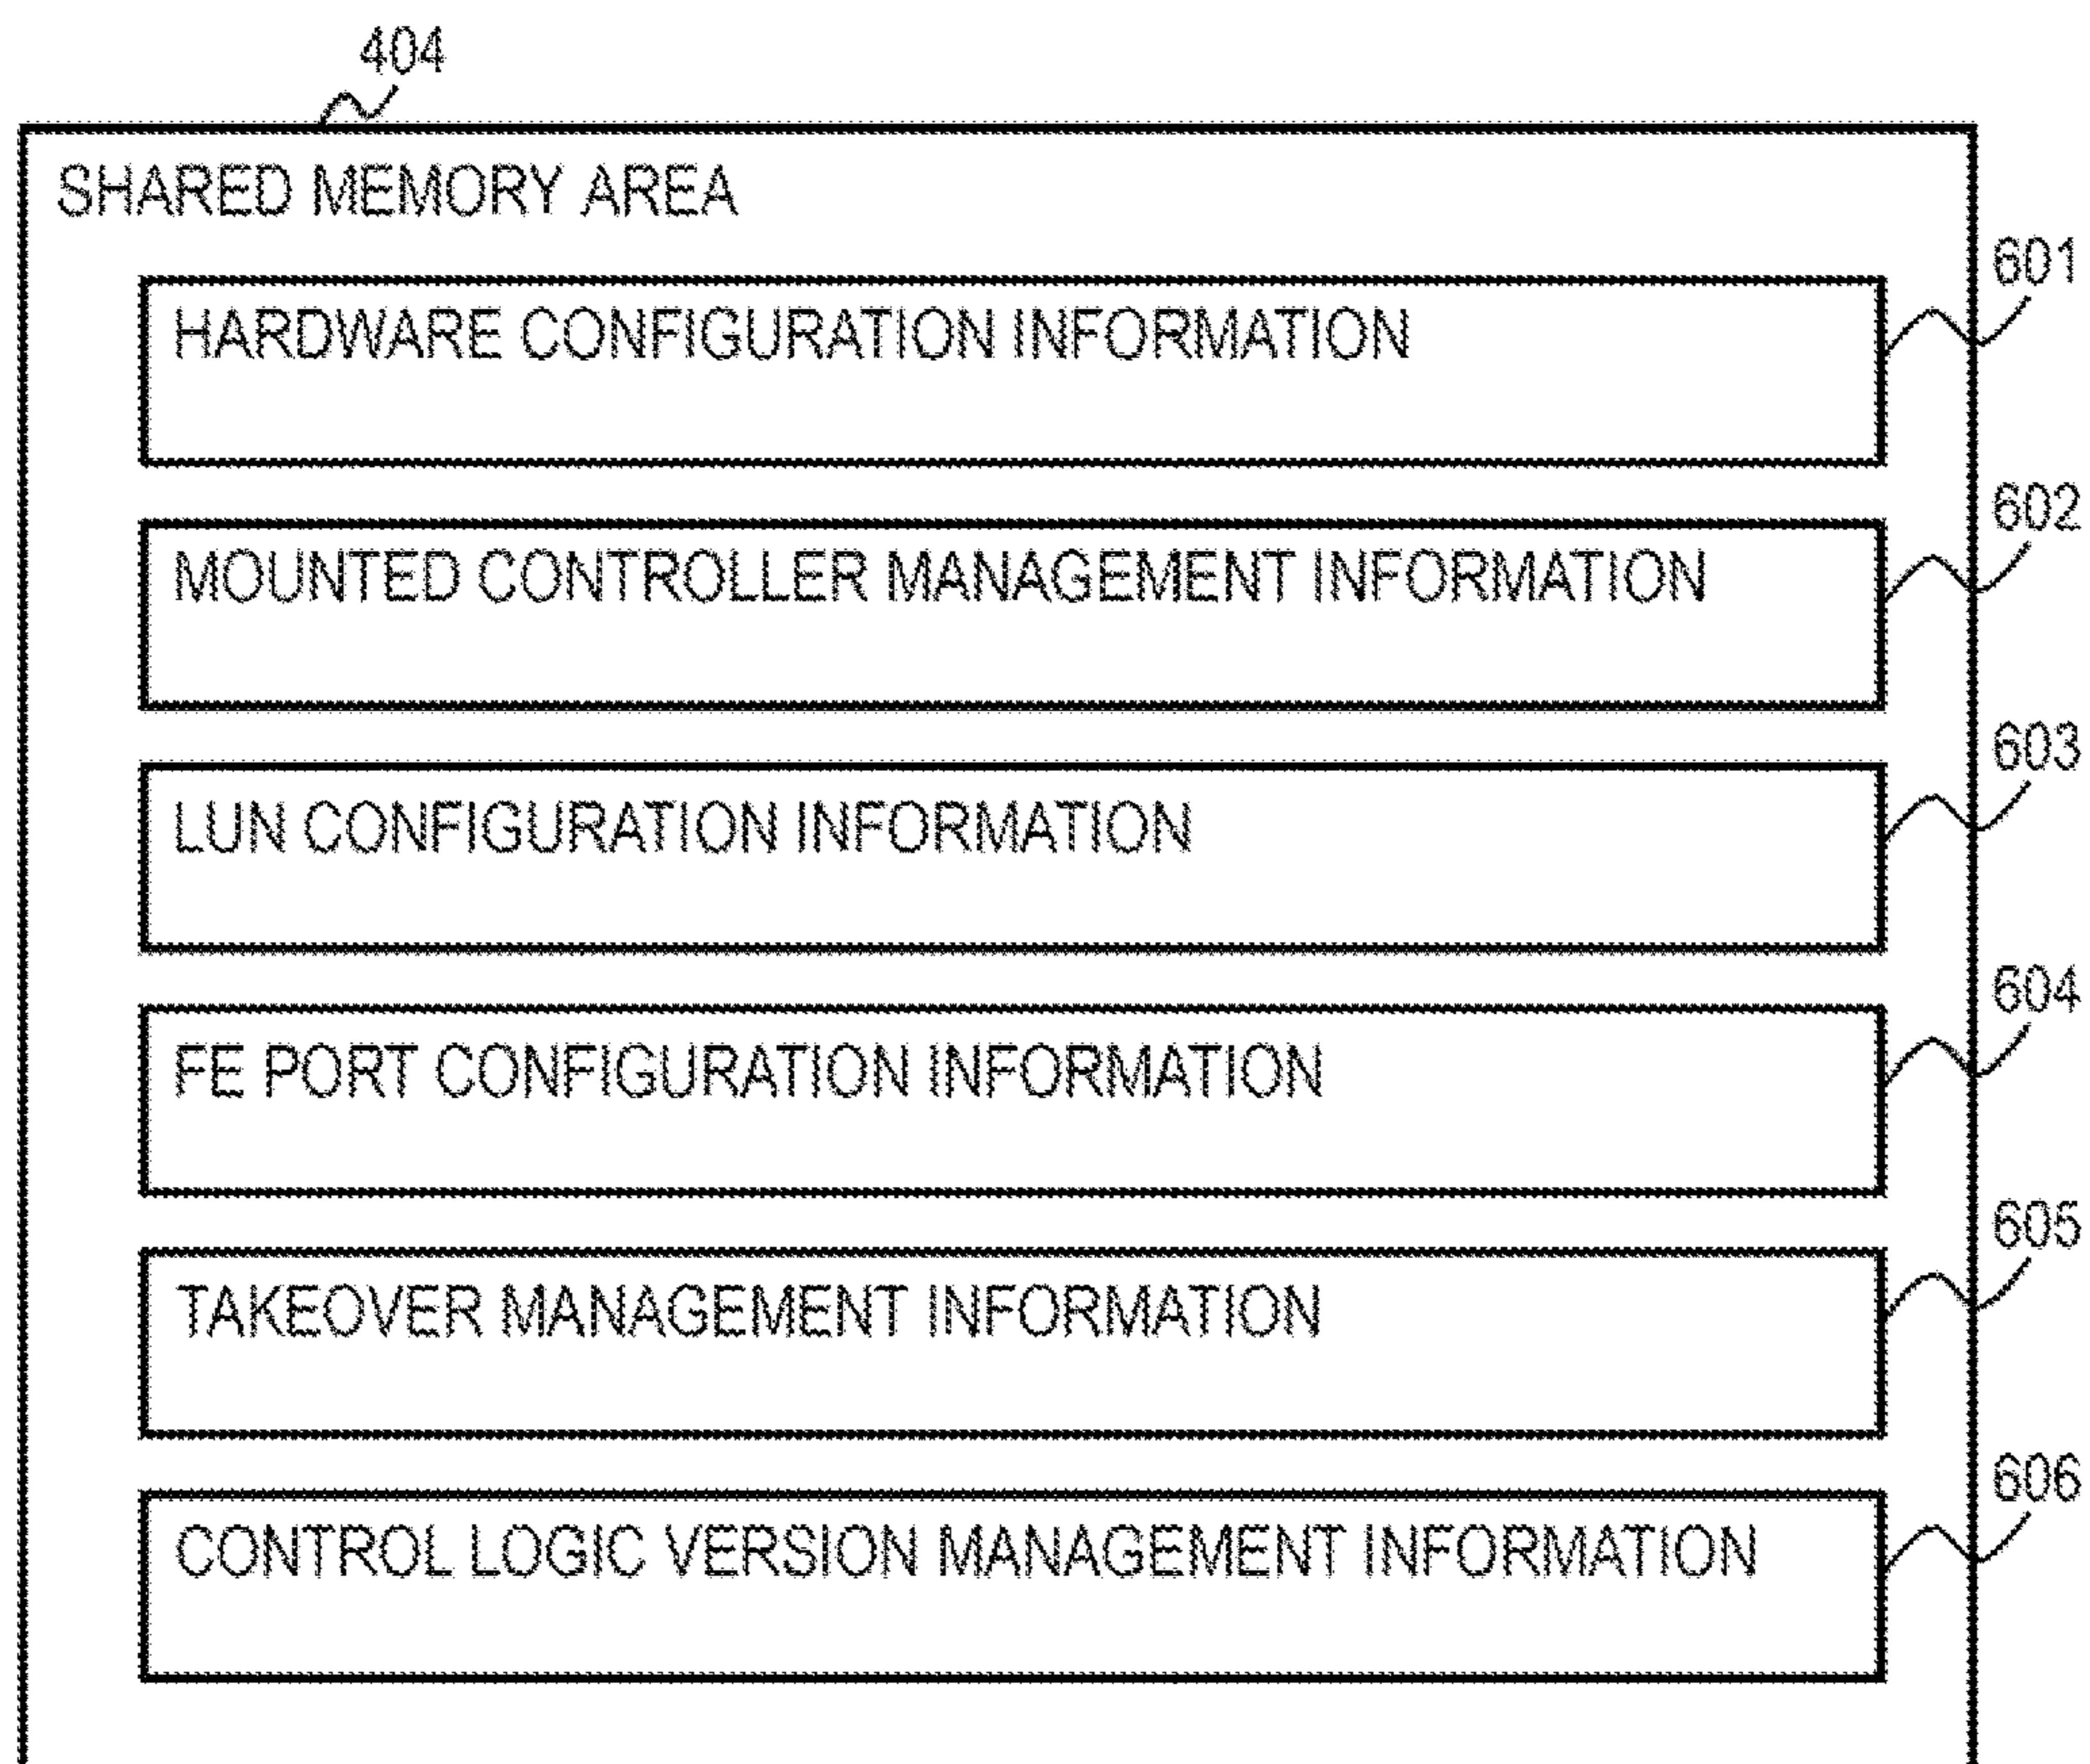 404
SHARED MEMORY AREA
601
HARDWARE CONFIGURATION INFORMATION
602
MOUNTED CONTROLLER MANAGEMENT INFORMATION
603
LUN CONFIGURATION INFORMATION
604
FE PORT CONFIGURATION INFORMATION
605
TAKEOVER MANAGEMENT INFORMATION
606
CONTROL LOGIC VERSION MANAGEMENT INFORMATION